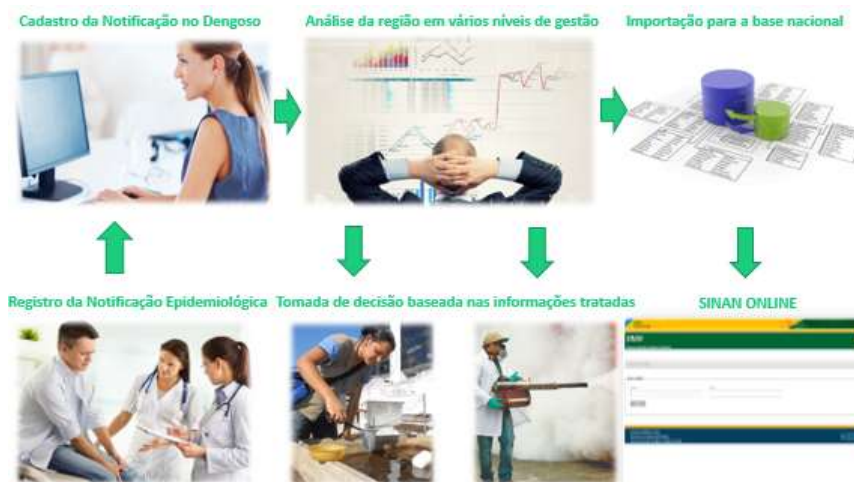 Cadastro da Notificação no Dengoso
Análise da região em vários níveis de gestão
Importação para a base nacional
Registro da Notificação Epidemiológica
Tomada de decisão baseada nas informações tratadas
SINAN ONLINE